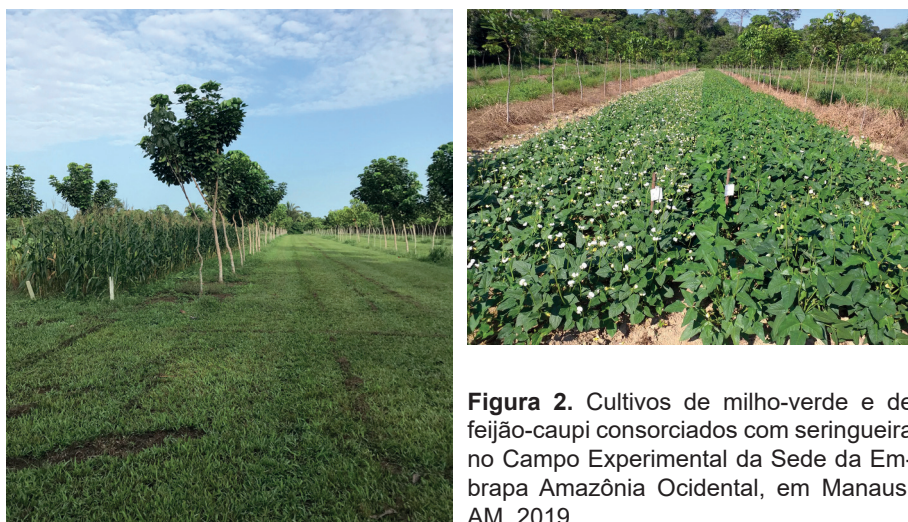 Figura 2. Cultivos de milho-verde e de
feijão-caupi consorciados com seringueira
no Campo Experimental da Sede da Em-
brapa Amazônia Ocidental, em Manaus,
AM, 2019.